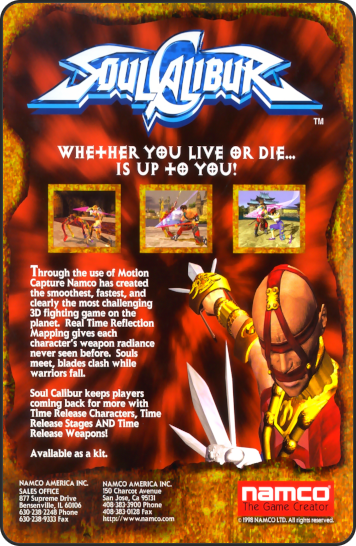 SOULCALIBUR
TM
WHETHER YOU LIVE OR DIE...
IS UP TO YOU!
Through the use of Motion
Capture Namco has created
the smoothest, fastest, and
clearly the most challenging
3D fighting game on the
planet. Real Time Reflection
Mapping gives each
character's weapon radiance
never seen before. Souls
meet, blades clash while
warriors fall.
Soul Calibur keeps players
coming back for more with
Time Release Characters, Time
Release Stages AND Time
Release Weapons!
Available as a kit.
NAMCO AMERICA INC.
SALES OFFICE
877 Supreme Drive
Bensenville, IL 60106
630-238-2248 Phone
630-238-9333 Fax
NAMCO AMERICA INC.
150 Charcot Avenue
San Jose, Ca 95131
408-383-3900 Phone
408-383-0128 Fax
http://www.namco.com
namco
The Game Creator
© 1998 NAMCO LTD. All rights reserved.